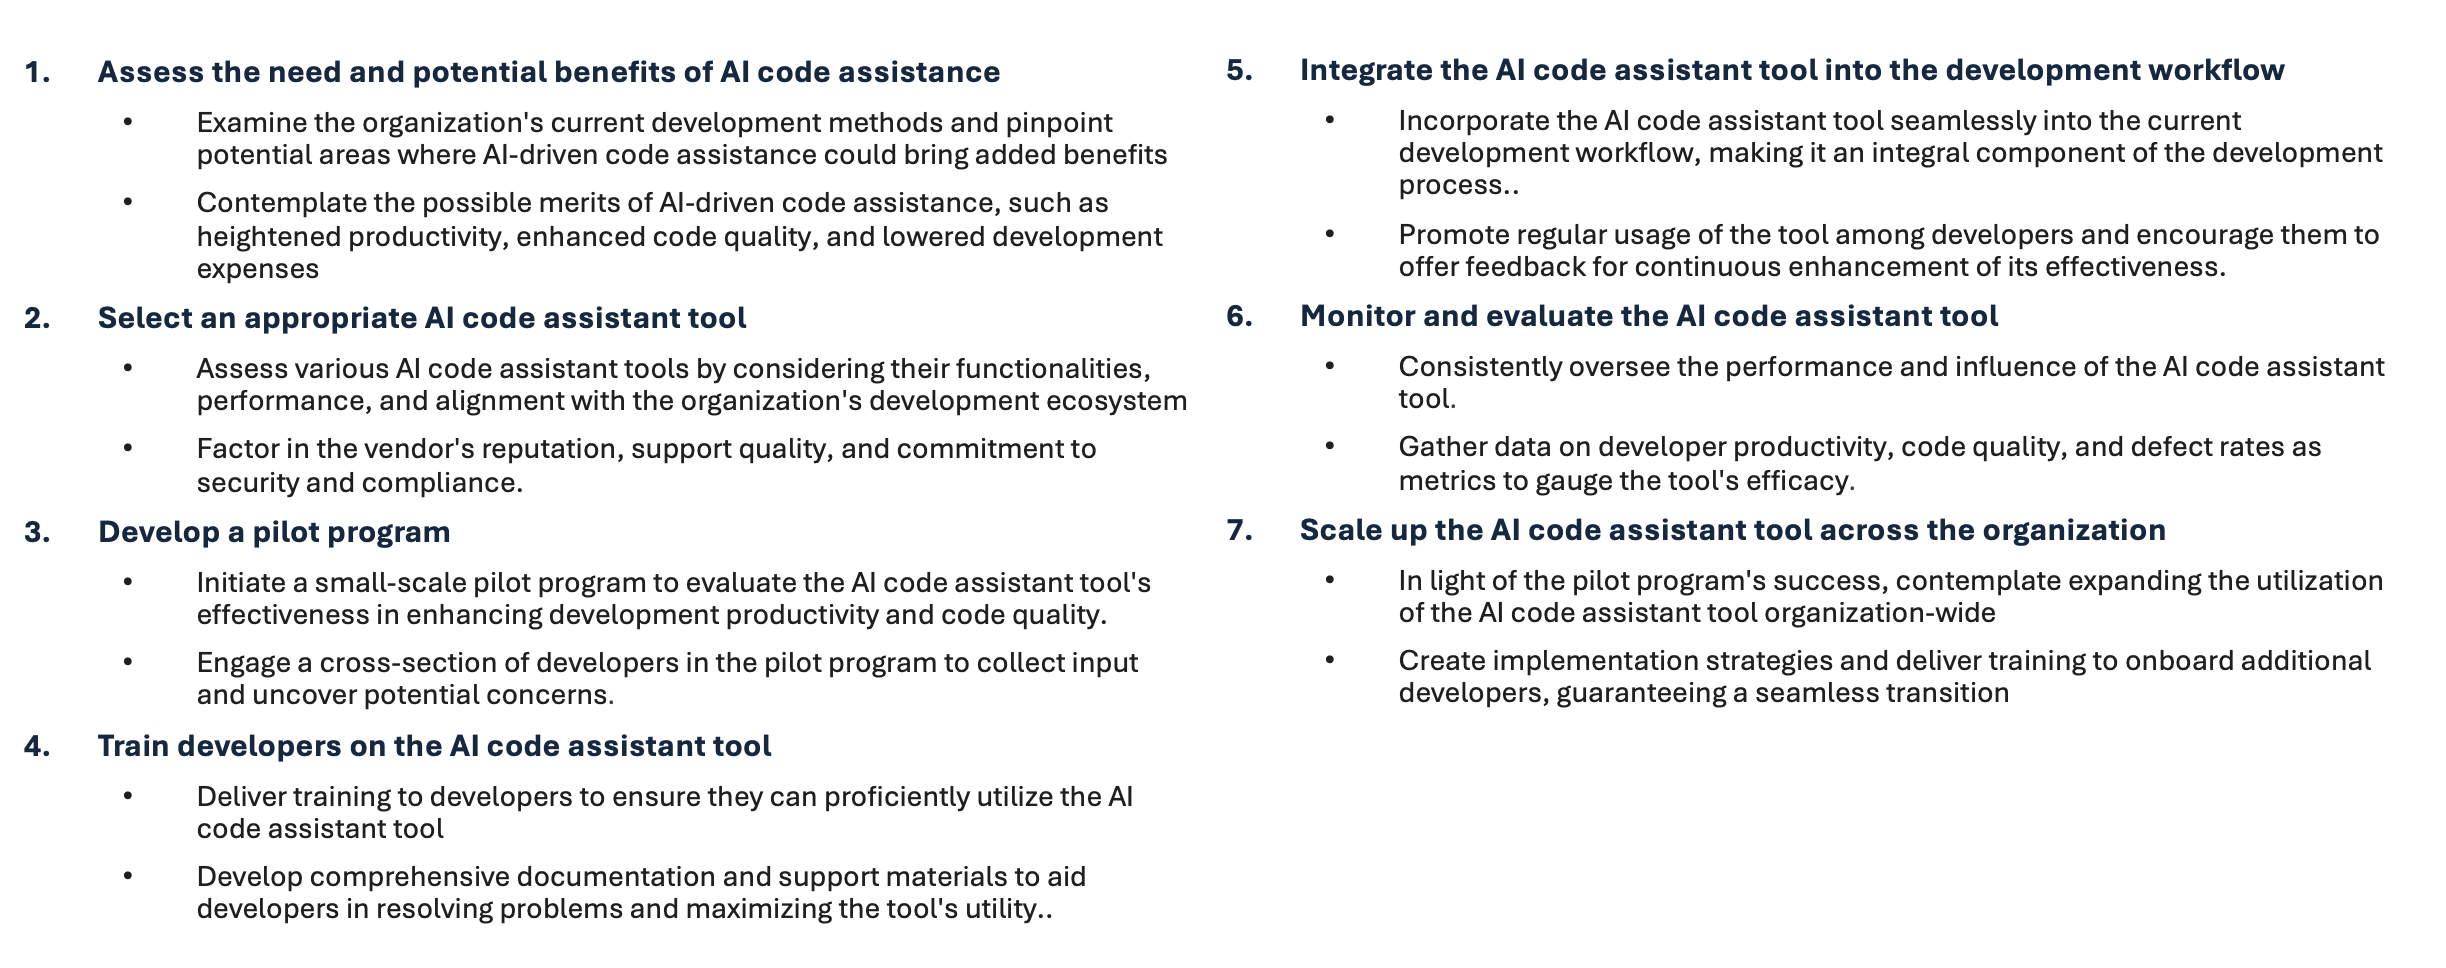 1. Assess the need and potential benefits of AI code assistance
• Examine the organization's current development methods and pinpoint
potential areas where AI-driven code assistance could bring added benefits
• Contemplate the possible merits of AI-driven code assistance, such as
heightened productivity, enhanced code quality, and lowered development
expenses
2. Select an appropriate AI code assistant tool
• Assess various AI code assistant tools by considering their functionalities,
performance, and alignment with the organization's development ecosystem
• Factor in the vendor's reputation, support quality, and commitment to
security and compliance.
3. Develop a pilot program
• Initiate a small-scale pilot program to evaluate the AI code assistant tool's
effectiveness in enhancing development productivity and code quality.
• Engage a cross-section of developers in the pilot program to collect input
and uncover potential concerns.
4. Train developers on the AI code assistant tool
• Deliver training to developers to ensure they can proficiently utilize the AI
code assistant tool
• Develop comprehensive documentation and support materials to aid
developers in resolving problems and maximizing the tool's utility..
5. Integrate the AI code assistant tool into the development workflow
• Incorporate the AI code assistant tool seamlessly into the current
development workflow, making it an integral component of the development
process..
• Promote regular usage of the tool among developers and encourage them to
offer feedback for continuous enhancement of its effectiveness.
6. Monitor and evaluate the AI code assistant tool
• Consistently oversee the performance and influence of the AI code assistant
tool.
• Gather data on developer productivity, code quality, and defect rates as
metrics to gauge the tool's efficacy.
7. Scale up the AI code assistant tool across the organization
• In light of the pilot program's success, contemplate expanding the utilization
of the AI code assistant tool organization-wide
• Create implementation strategies and deliver training to onboard additional
developers, guaranteeing a seamless transition